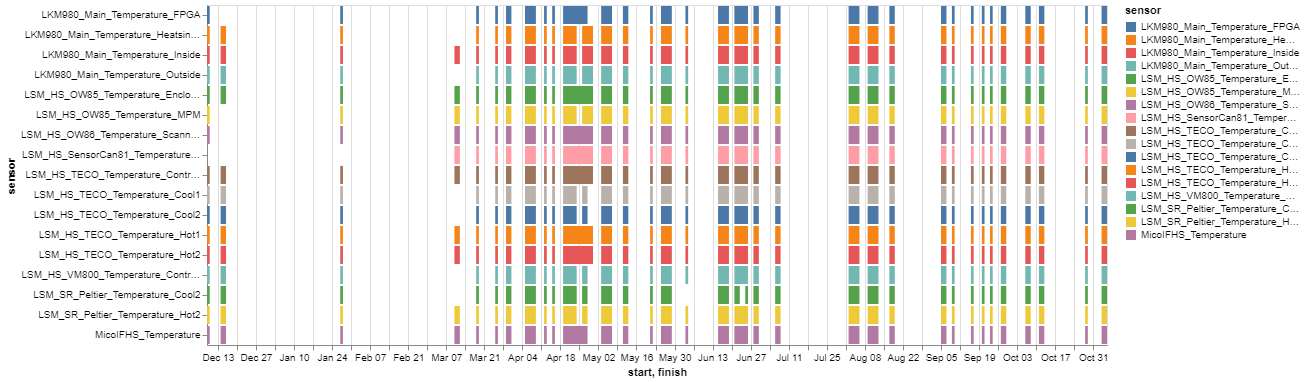 LKM980_Main_Temperature_FPGA
LKM980_Main_Temperature_Heatsin...
LKM980_Main_Temperature_Inside
LKM980_Main_Temperature_Outside
LSM_HS_OW85_Temperature_Enclo...
LSM_HS_OW85_Temperature_MPM
LSM_HS_OW86_Temperature_Scann...
LSM_HS_SensorCan81_Temperature...
LSM_HS_TECO_Temperature_Contr...
LSM_HS_TECO_Temperature_Cool1
LSM_HS_TECO_Temperature_Cool2
LSM_HS_TECO_Temperature_Hot1
LSM_HS_TECO_Temperature_Hot2
LSM_HS_VM800_Temperature_Contr...
LSM_SR_Peltier_Temperature_Cool2
LSM_SR_Peltier_Temperature_Hot2
MicoIFHS_Temperature
sensor
Dec 13 Dec 27 Jan 10 Jan 24 Feb 07 Feb 21 Mar 07 Mar 21 Apr 04 Apr 18 May 02 May 16 May 30 Jun 13 Jun 27 Jul 11 Jul 25 Aug 08 Aug 22 Sep 05 Sep 19 Oct 03 Oct 17 Oct 31
start, finish
sensor
LKM980_Main_Temperature_FPGA
LKM980_Main_Temperature_He...
LKM980_Main_Temperature_Inside
LKM980_Main_Temperature_Out...
LSM_HS_OW85_Temperature_E...
LSM_HS_OW85_Temperature_M...
LSM_HS_OW86_Temperature_S...
LSM_HS_SensorCan81_Temper...
LSM_HS_TECO_Temperature_C...
LSM_HS_TECO_Temperature_C...
LSM_HS_TECO_Temperature_C...
LSM_HS_TECO_Temperature_H...
LSM_HS_TECO_Temperature_H...
LSM_HS_VM800_Temperature_...
LSM_SR_Peltier_Temperature_C...
LSM_SR_Peltier_Temperature_H...
MicoIFHS_Temperature